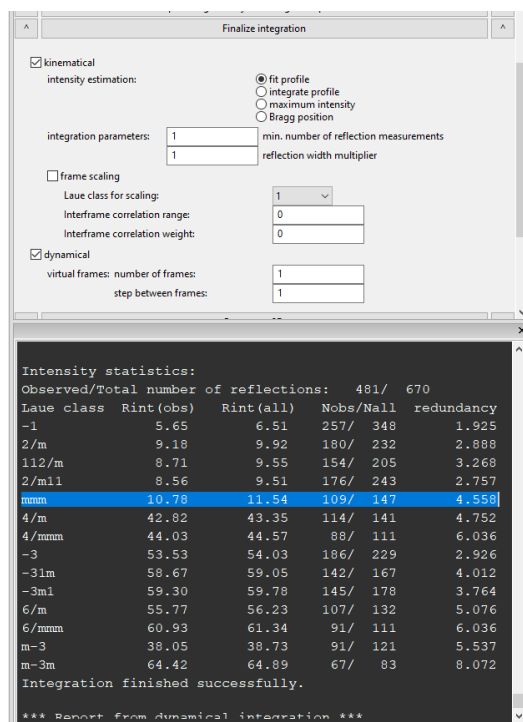 ^ Finalize integration ^
kinematical
intensity estimation: fit profile
integrate profile
maximum intensity
Bragg position
integration parameters: 1 min. number of reflection measurements
1 reflection width multiplier
frame scaling
Laue class for scaling: 1
Interframe correlation range: 0
Interframe correlation weight: 0
dynamical
virtual frames: number of frames: 1
step between frames: 1
Intensity statistics:
Observed/Total number of reflections: 481/ 670
Laue class Rint(obs) Rint(all) Nobs/Nall redundancy
-1 5.65 6.51 257/ 348 1.925
2/m 9.18 9.92 180/ 232 2.888
112/m 8.71 9.55 154/ 205 3.268
2/m11 8.56 9.51 176/ 243 2.757
mmm 10.78 11.54 109/ 147 4.558
4/m 42.82 43.35 114/ 141 4.752
4/mmm 44.03 44.57 88/ 111 6.036
-3 53.53 54.03 186/ 229 2.926
-31m 58.67 59.05 142/ 167 4.012
-3m1 59.30 59.78 145/ 178 3.764
6/m 55.77 56.23 107/ 132 5.076
6/mmm 60.93 61.34 91/ 111 6.036
m-3 38.05 38.73 91/ 121 5.537
m-3m 64.42 64.89 67/ 83 8.072
Integration finished successfully.
*** Report from dynamical integration ***